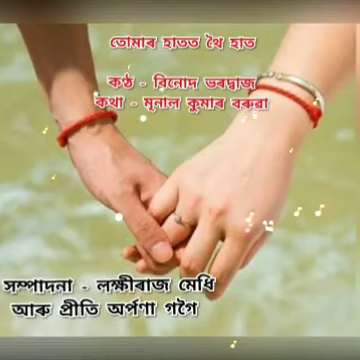 তোমাৰ হাতত থৈ হাত
কণ্ঠ - বিনোদ ভৰদ্বাজ
কথা - মৃনাল কুমাৰ বৰুৱা
সম্পাদনা - লক্ষীৰাজ মেধি
আৰু প্ৰীতি অৰ্পণা গগৈ